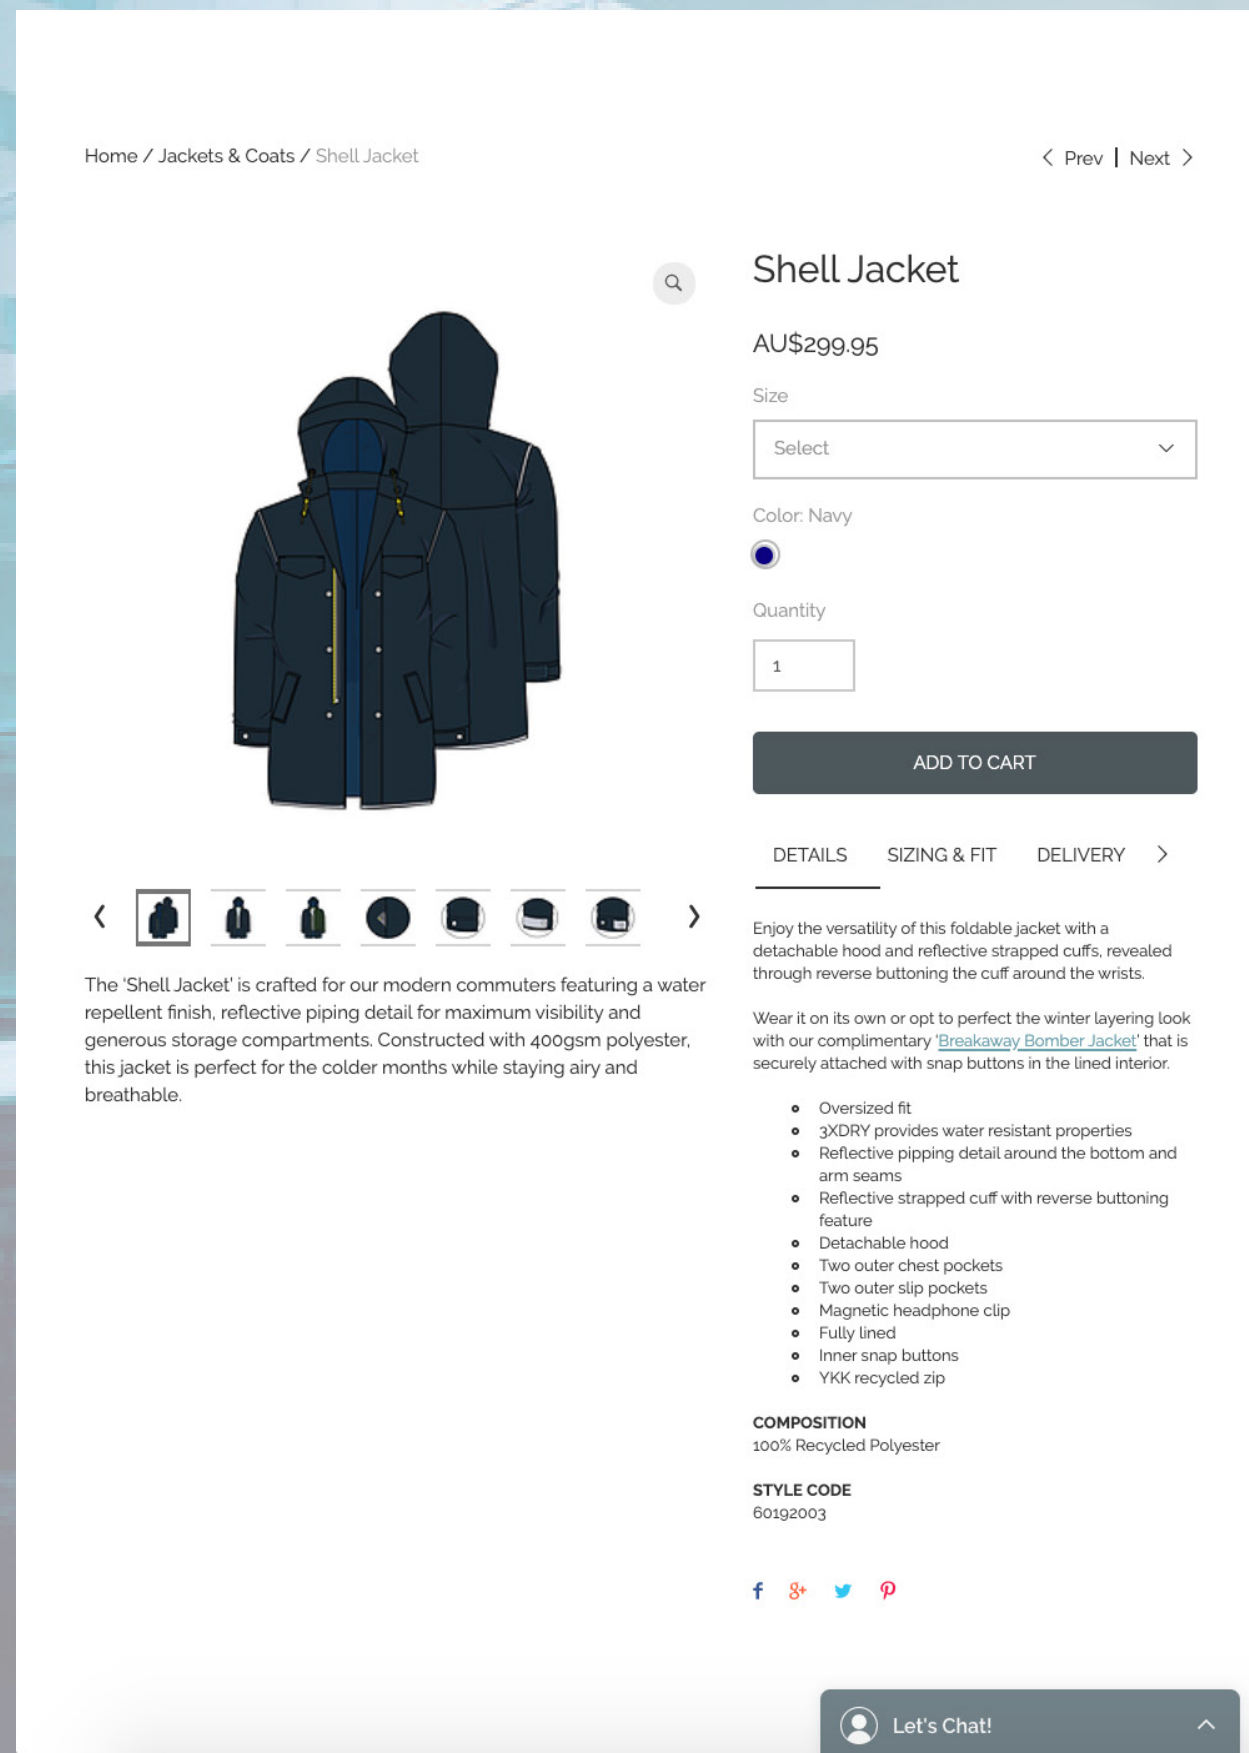 Home / Jackets & Coats / Shell Jacket
Prev | Next
Shell Jacket
AU$299.95
Size
Select
Color: Navy
Quantity
1
ADD TO CART
DETAILS SIZING & FIT DELIVERY
The 'Shell Jacket' is crafted for our modern commuters featuring a water
repellent finish, reflective piping detail for maximum visibility and
generous storage compartments. Constructed with 400gsm polyester,
this jacket is perfect for the colder months while staying airy and
breathable.
Enjoy the versatility of this foldable jacket with a
detachable hood and reflective strapped cuffs, revealed
through reverse buttoning the cuff around the wrists.
Wear it on its own or opt to perfect the winter layering look
with our complimentary 'Breakaway Bomber Jacket' that is
securely attached with snap buttons in the lined interior.
Oversized fit
3XDRY provides water resistant properties
Reflective pipping detail around the bottom and
arm seams
Reflective strapped cuff with reverse buttoning
feature
Detachable hood
Two outer chest pockets
Two outer slip pockets
Magnetic headphone clip
Fully lined
Inner snap buttons
YKK recycled zip
COMPOSITION
100% Recycled Polyester
STYLE CODE
60192003
Let's Chat!